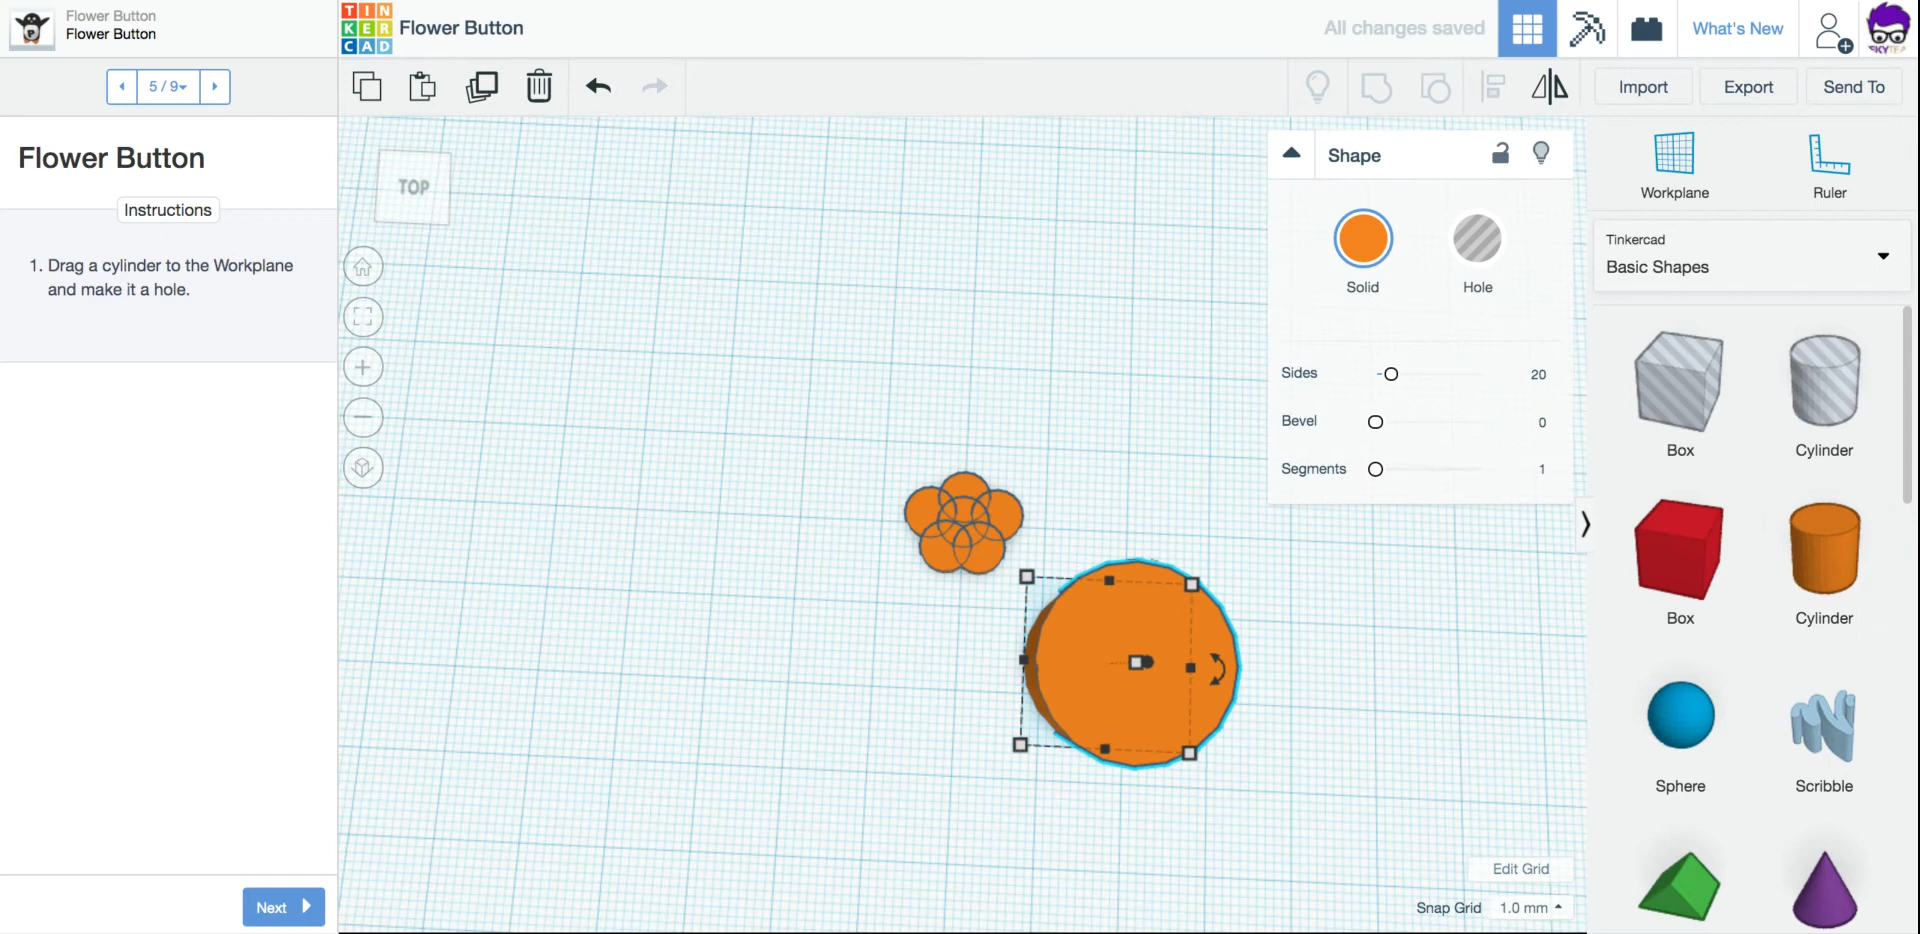 Flower Button
Flower Button
TIN
KER
CAD
Flower Button
All changes saved
What's New
5 / 9
Import
Export
Send To
Flower Button
Instructions
1. Drag a cylinder to the Workplane
and make it a hole.
TOP
Shape
Solid
Hole
Sides
20
Bevel
0
Segments
1
Workplane
Ruler
Tinkercad
Basic Shapes
Box
Cylinder
Box
Cylinder
Sphere
Scribble
Edit Grid
Snap Grid
1.0 mm
Next